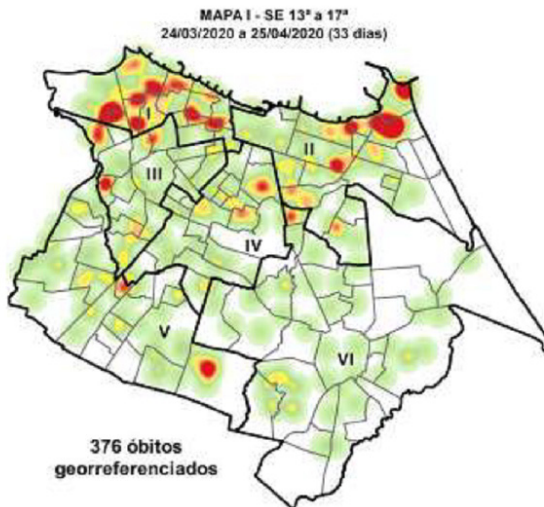 MAPA I - SE 13ª a 17ª
24/03/2020 a 25/04/2020 (33 dias)
I
II
III
IV
V
VI
376 óbitos
georreferenciados